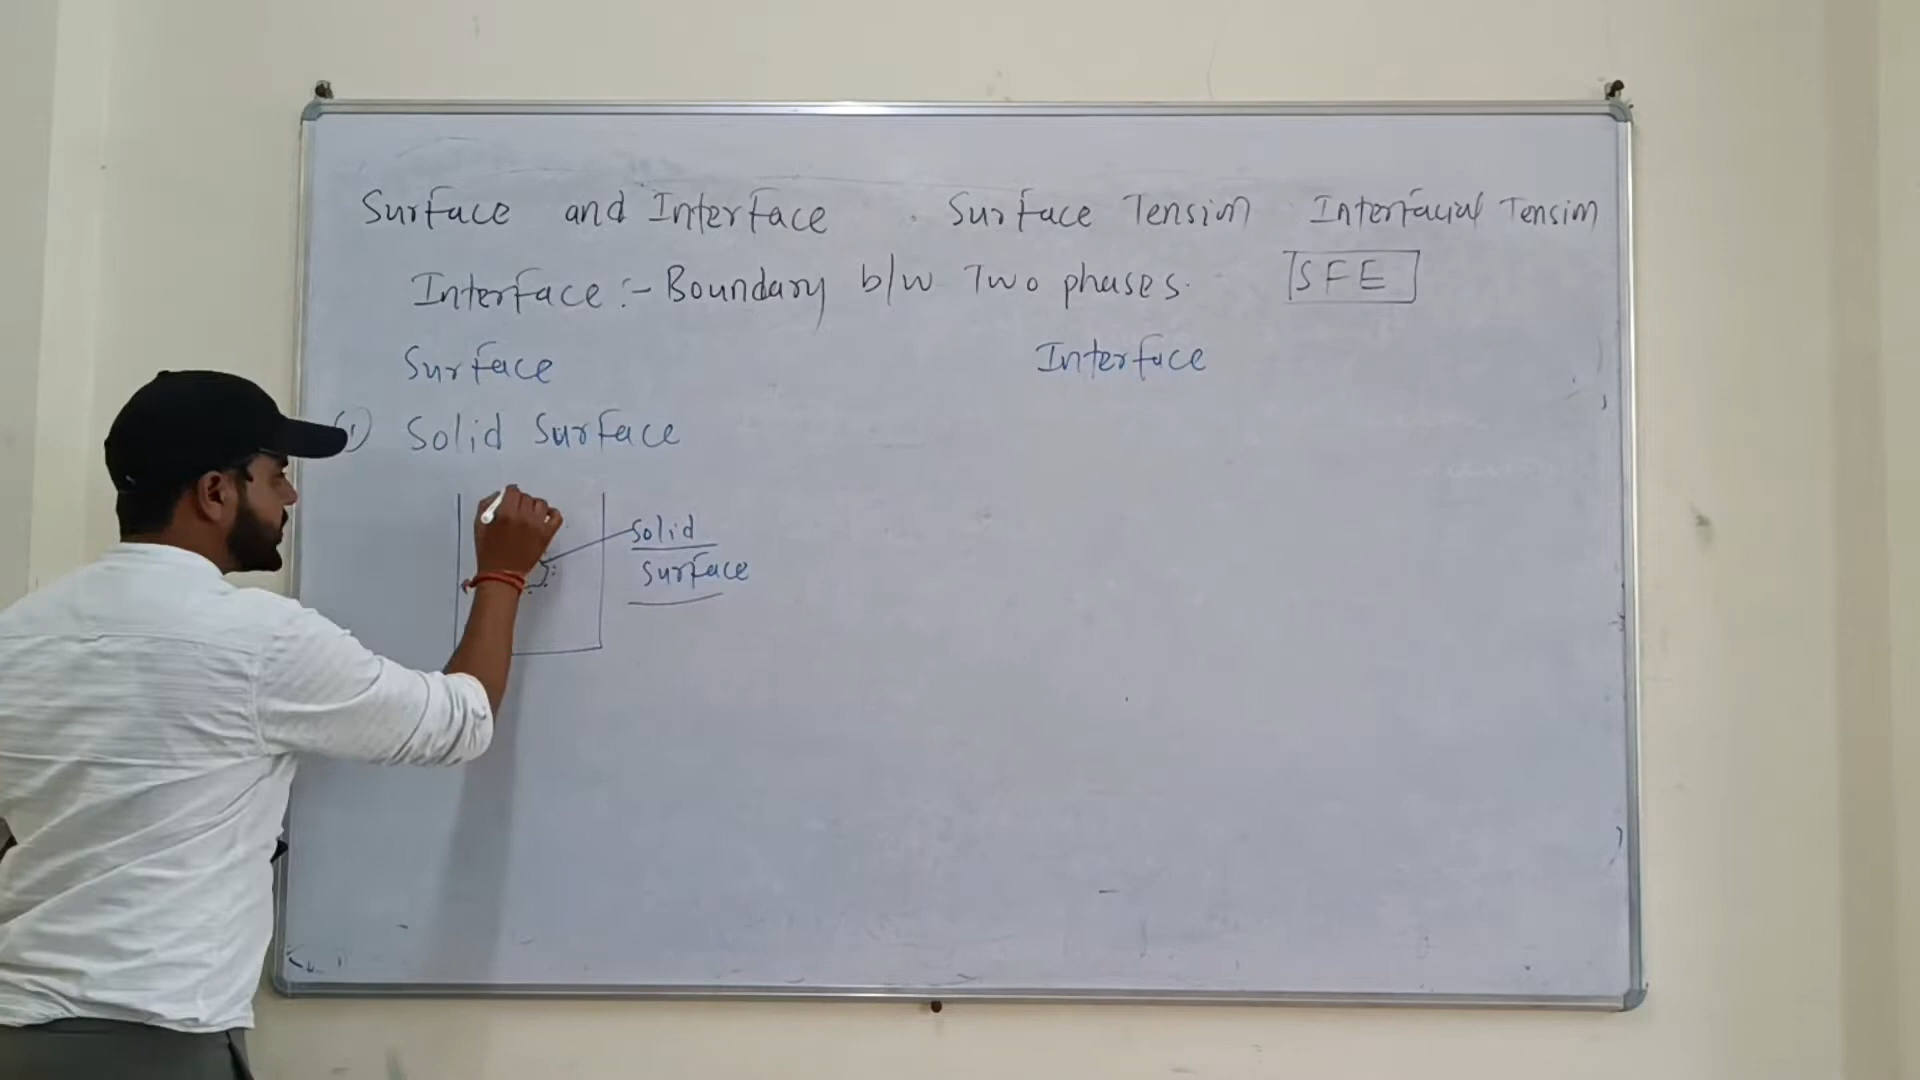 Surface and Interface . Surface Tension Interfacial Tension
Interface :- Boundary b/w Two phases.
SFE
Surface
Interface
(1) Solid Surface
Solid
Surface